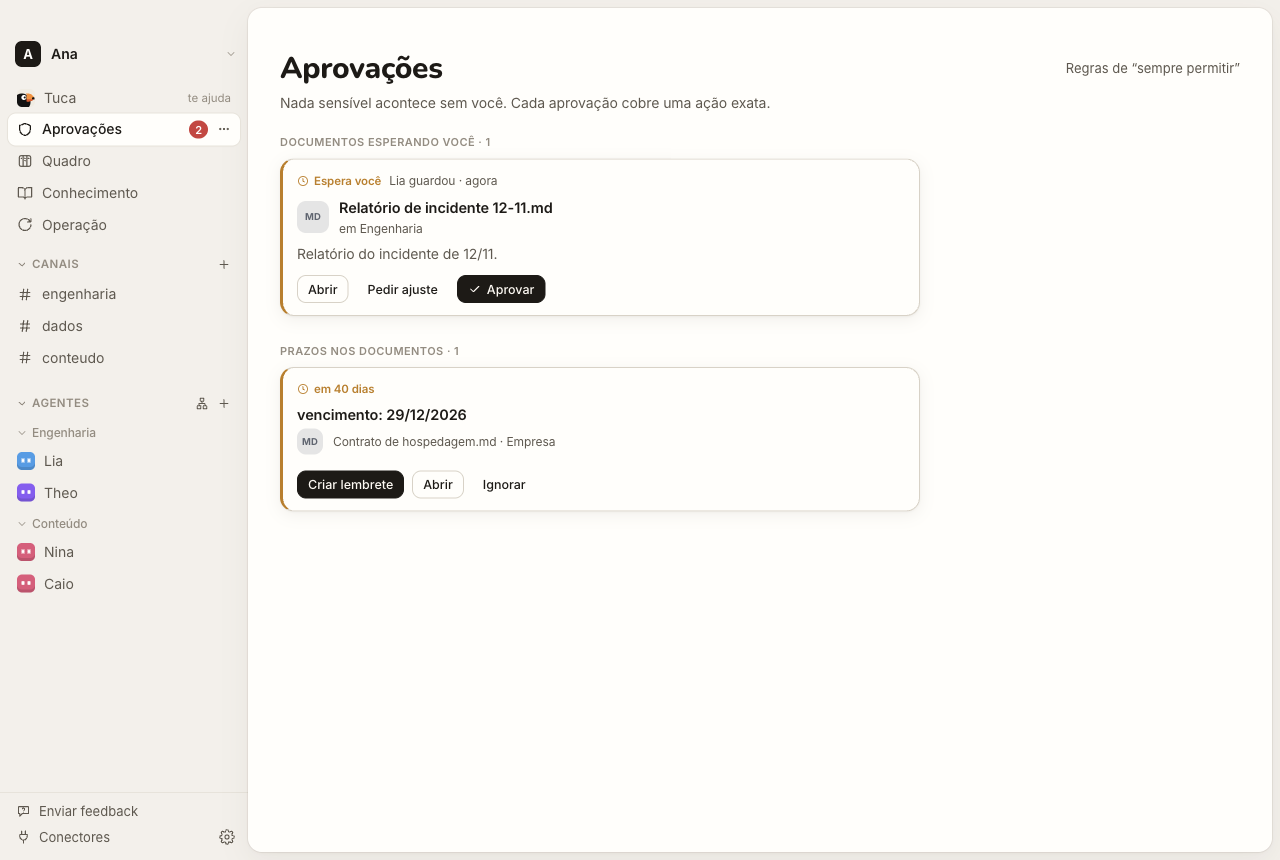 A Ana
Tuca te ajuda
Aprovações 2
Quadro
Conhecimento
Operação
CANAIS
# engenharia
# dados
# conteudo
AGENTES
Engenharia
Lia
Theo
Conteúdo
Nina
Caio
Enviar feedback
Conectores
Aprovações
Regras de “sempre permitir”
Nada sensível acontece sem você. Cada aprovação cobre uma ação exata.
DOCUMENTOS ESPERANDO VOCÊ · 1
Espera você Lia guardou · agora
MD Relatório de incidente 12-11.md
em Engenharia
Relatório do incidente de 12/11.
Abrir Pedir ajuste Aprovar
PRAZOS NOS DOCUMENTOS · 1
em 40 dias
vencimento: 29/12/2026
MD Contrato de hospedagem.md · Empresa
Criar lembrete Abrir Ignorar